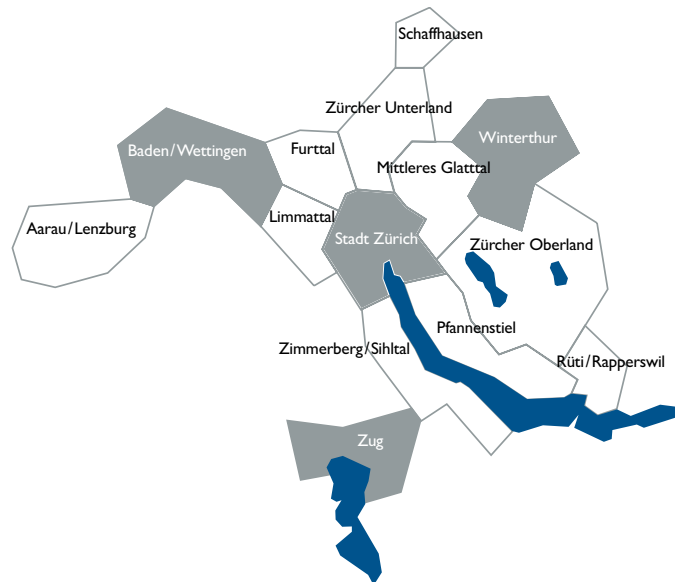 Schaffhausen
Zürcher Unterland
Winterthur
Baden/Wettingen
Furttal
Mittleres Glatttal
Limmattal
Aarau/Lenzburg
Stadt Zürich
Zürcher Oberland
Pfannenstiel
Zimmerberg/Sihltal
Rüti/Rapperswil
Zug